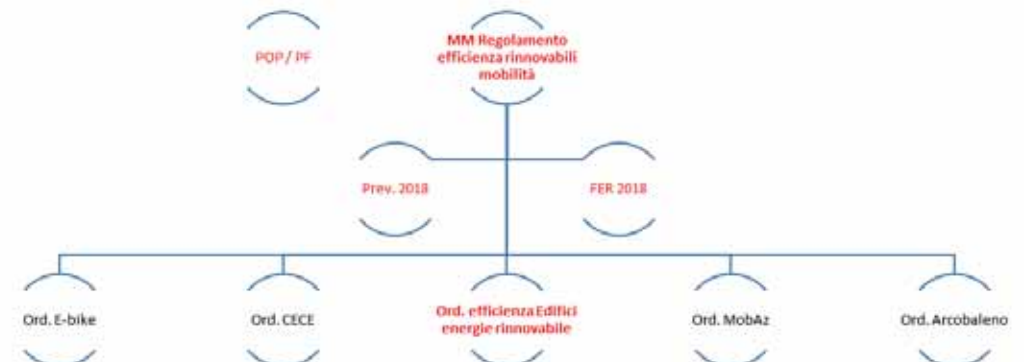 POP / PF
MM Regolamento
efficienza rinnovabili
mobilità
Prev. 2018
FER 2018
Ord. E-bike
Ord. CECE
Ord. efficienza Edifici
energie rinnovabile
Ord. MobAz
Ord. Arcobaleno